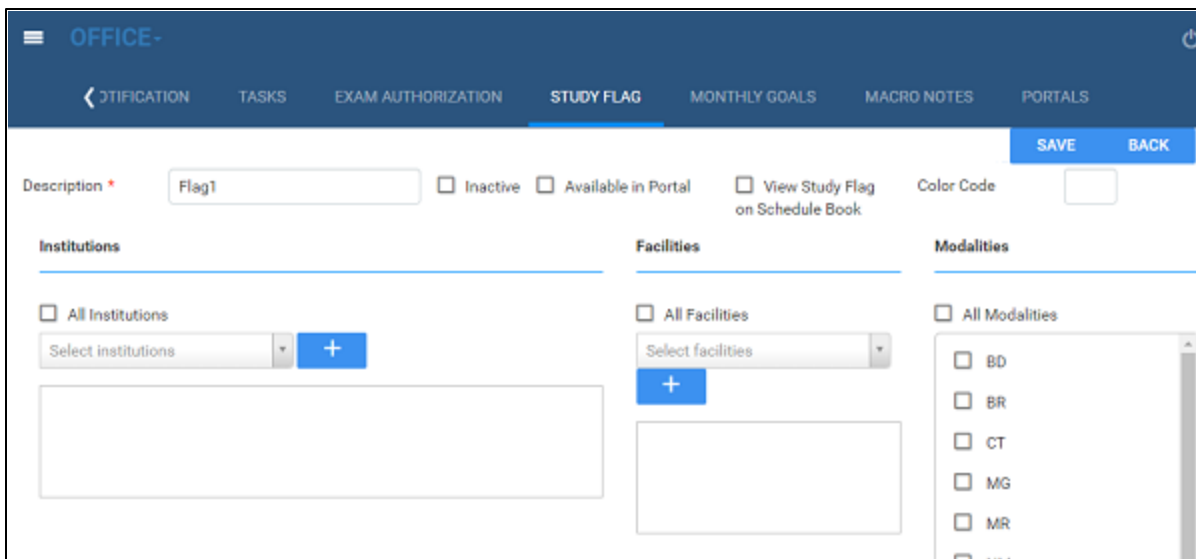 OFFICE
OTIFICATION TASKS EXAM AUTHORIZATION STUDY FLAG MONTHLY GOALS MACRO NOTES PORTALS
SAVE BACK
Description * Flag1 Inactive Available in Portal View Study Flag Color Code
on Schedule Book
Institutions Facilities Modalities
All Institutions All Facilities All Modalities
Select institutions + Select facilities BD
+
BR
CT
MG
MR